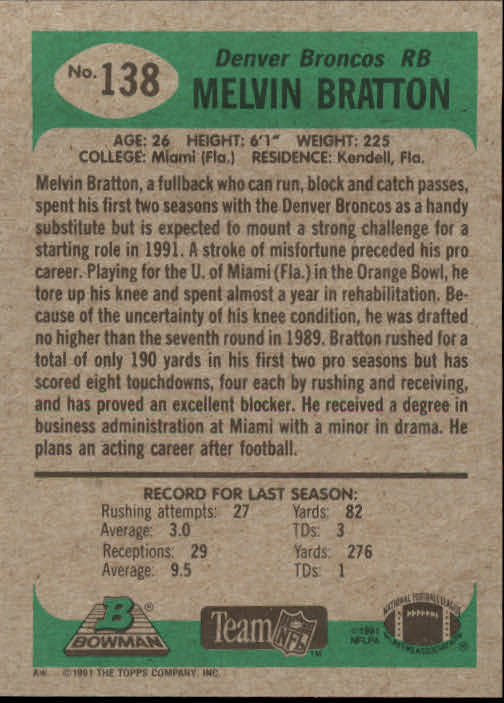 No. 138
Denver Broncos RB
MELVIN BRATTON
AGE: 26 HEIGHT: 6'1" WEIGHT: 225
COLLEGE: Miami (Fla.) RESIDENCE: Kendell, Fla.
Melvin Bratton, a fullback who can run, block and catch passes,
spent his first two seasons with the Denver Broncos as a handy
substitute but is expected to mount a strong challenge for a
starting role in 1991. A stroke of misfortune preceded his pro
career. Playing for the U. of Miami (Fla.) in the Orange Bowl, he
tore up his knee and spent almost a year in rehabilitation. Be-
cause of the uncertainty of his knee condition, he was drafted
no higher than the seventh round in 1989. Bratton rushed for a
total of only 190 yards in his first two pro seasons but has
scored eight touchdowns, four each by rushing and receiving,
and has proved an excellent blocker. He received a degree in
business administration at Miami with a minor in drama. He
plans an acting career after football.
RECORD FOR LAST SEASON:
Rushing attempts: 27 Yards: 82
Average: 3.0 TDs: 3
Receptions: 29 Yards: 276
Average: 9.5 TDs: 1
B ®
BOWMAN
Team NFL ™
© 1991
NFLPA
NATIONAL FOOTBALL LEAGUE
PLAYERS ASSOCIATION ®
AW © 1991 THE TOPPS COMPANY, INC.